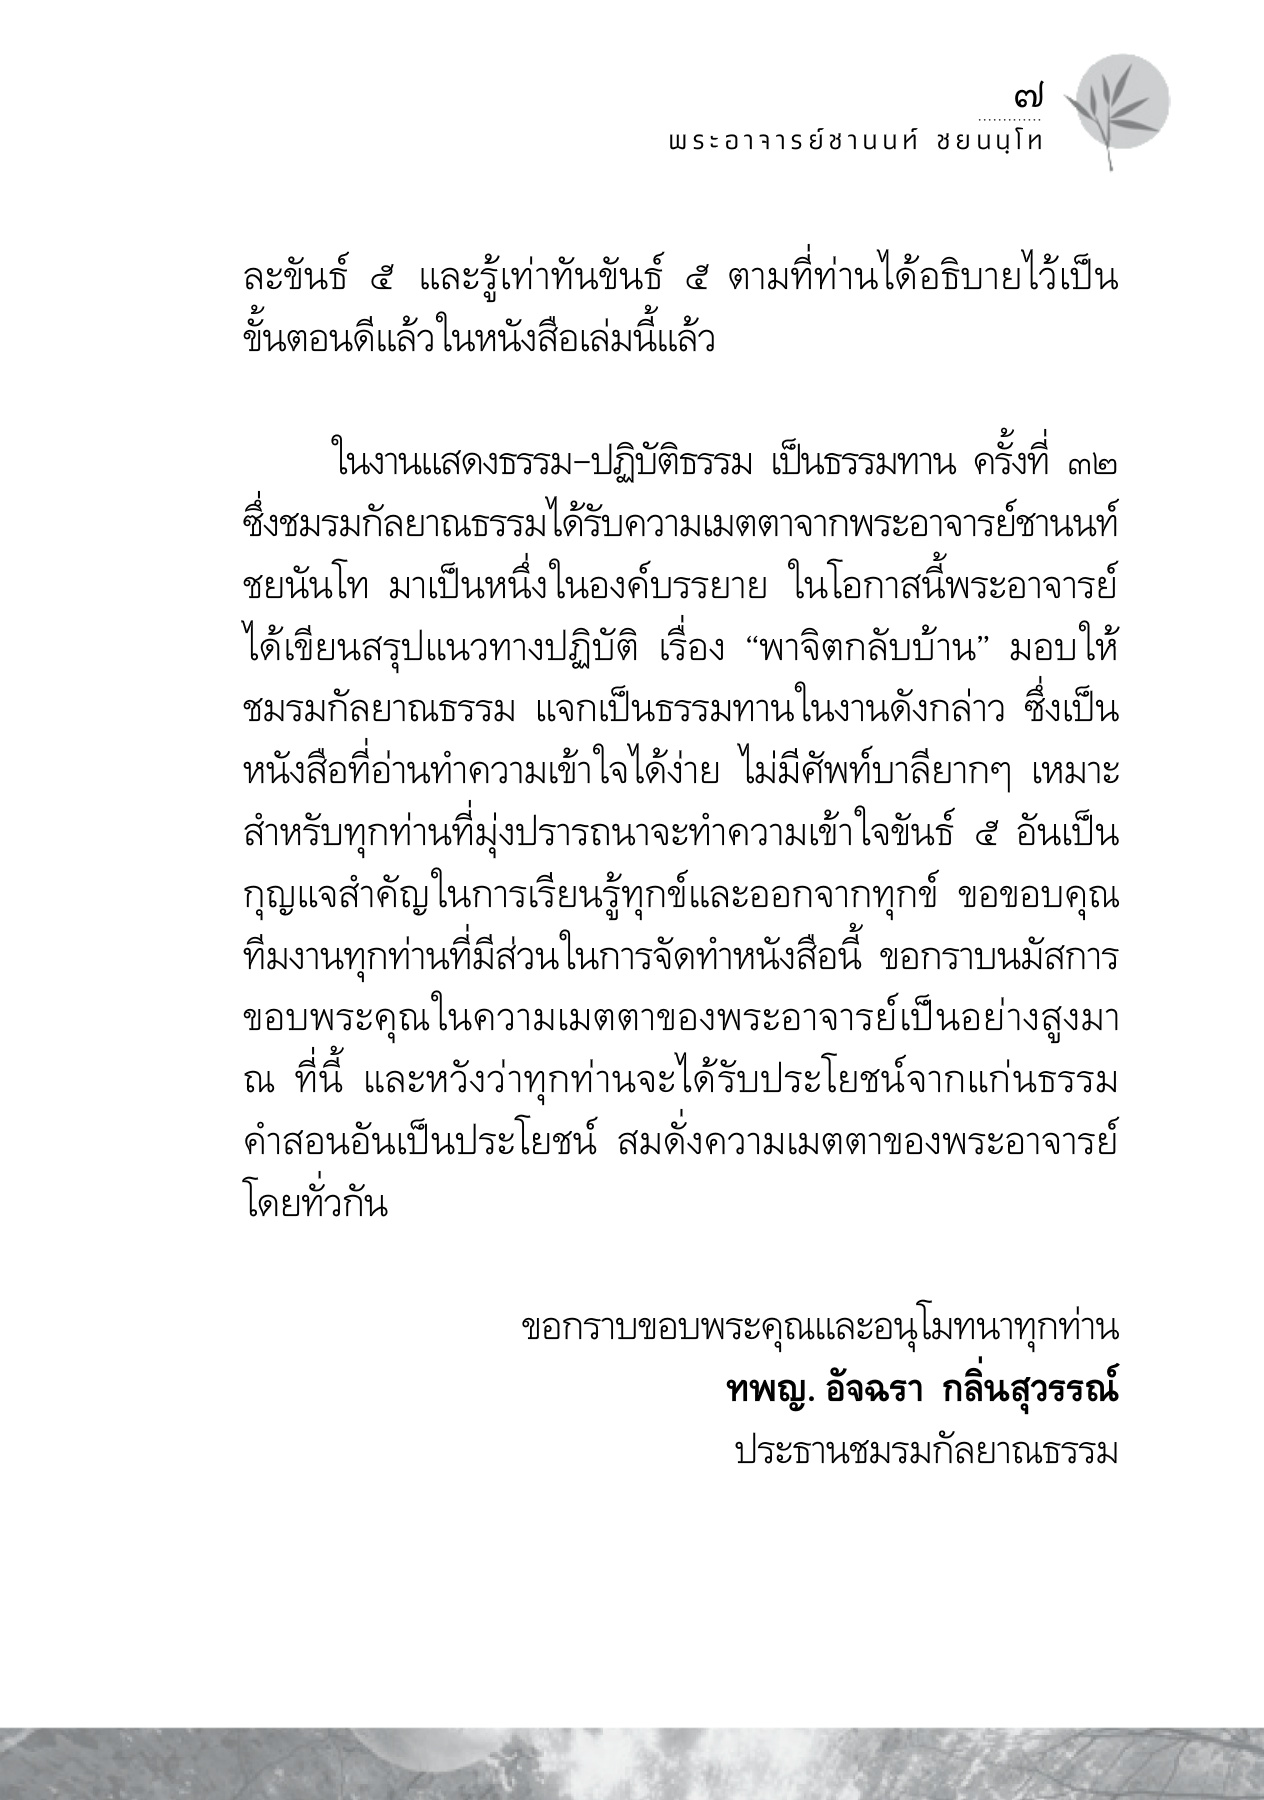 ๗
พระอาจารย์ชานนท์ ชยนนฺโท
ละขันธ์ ๕ และรู้เท่าทันขันธ์ ๕ ตามที่ท่านได้อธิบายไว้เป็น
ขั้นตอนดีแล้วในหนังสือเล่มนี้แล้ว
ในงานแสดงธรรม-ปฏิบัติธรรม เป็นธรรมทาน ครั้งที่ ๓๒
ซึ่งชมรมกัลยาณธรรมได้รับความเมตตาจากพระอาจารย์ชานนท์
ชยนันโท มาเป็นหนึ่งในองค์บรรยาย ในโอกาสนี้พระอาจารย์
ได้เขียนสรุปแนวทางปฏิบัติ เรื่อง “พาจิตกลับบ้าน” มอบให้
ชมรมกัลยาณธรรม แจกเป็นธรรมทานในงานดังกล่าว ซึ่งเป็น
หนังสือที่อ่านทำความเข้าใจได้ง่าย ไม่มีศัพท์บาลียากๆ เหมาะ
สำหรับทุกท่านที่มุ่งปรารถนาจะทำความเข้าใจขันธ์ ๕ อันเป็น
กุญแจสำคัญในการเรียนรู้ทุกข์และออกจากทุกข์ ขอขอบคุณ
ทีมงานทุกท่านที่มีส่วนในการจัดทำหนังสือนี้ ขอกราบนมัสการ
ขอบพระคุณในความเมตตาของพระอาจารย์เป็นอย่างสูงมา
ณ ที่นี้ และหวังว่าทุกท่านจะได้รับประโยชน์จากแก่นธรรม
คำสอนอันเป็นประโยชน์ สมดั่งความเมตตาของพระอาจารย์
โดยทั่วกัน
ขอกราบขอบพระคุณและอนุโมทนาทุกท่าน
ทพญ. อัจฉรา กลิ่นสุวรรณ์
ประธานชมรมกัลยาณธรรม